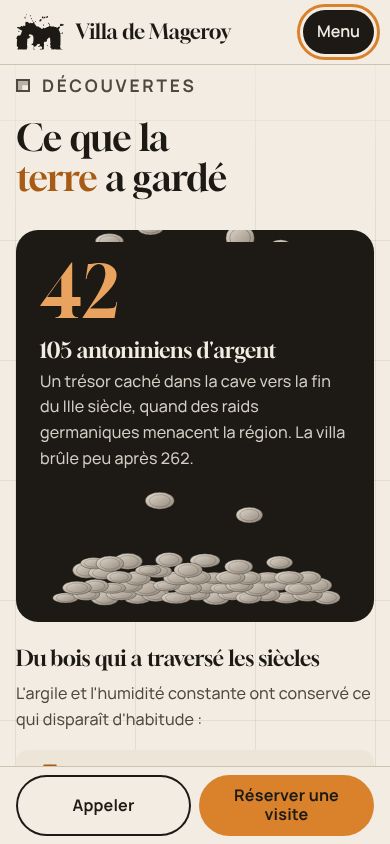 Villa de Mageroy
Menu
DÉCOUVERTES
Ce que la
terre a gardé
42
105 antoniniens d'argent
Un trésor caché dans la cave vers la fin
du IIIe siècle, quand des raids
germaniques menacent la région. La villa
brûle peu après 262.
Du bois qui a traversé les siècles
L'argile et l'humidité constante ont conservé ce
qui disparaît d'habitude :
Appeler
Réserver une
visite